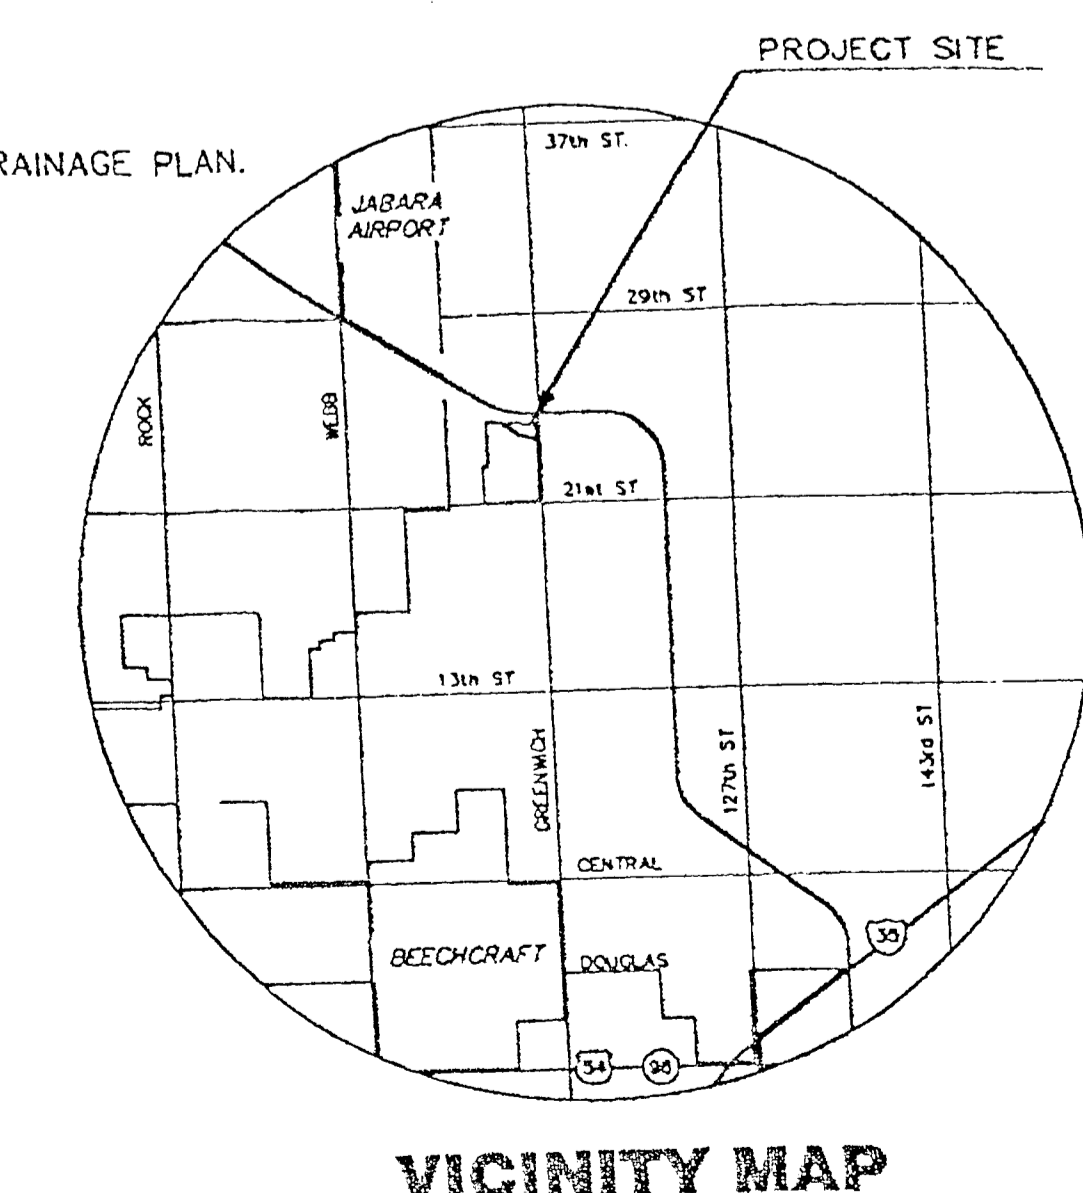 PROJECT SITE
RAINAGE PLAN.
37th ST.
JABARA
AIRPORT
29th ST
ROCK
WEBB
21st ST
13th ST
GREENWICH
127th ST
143rd ST
CENTRAL
35
BEECHCRAFT
DOUGLAS
54
VICINITY MAP